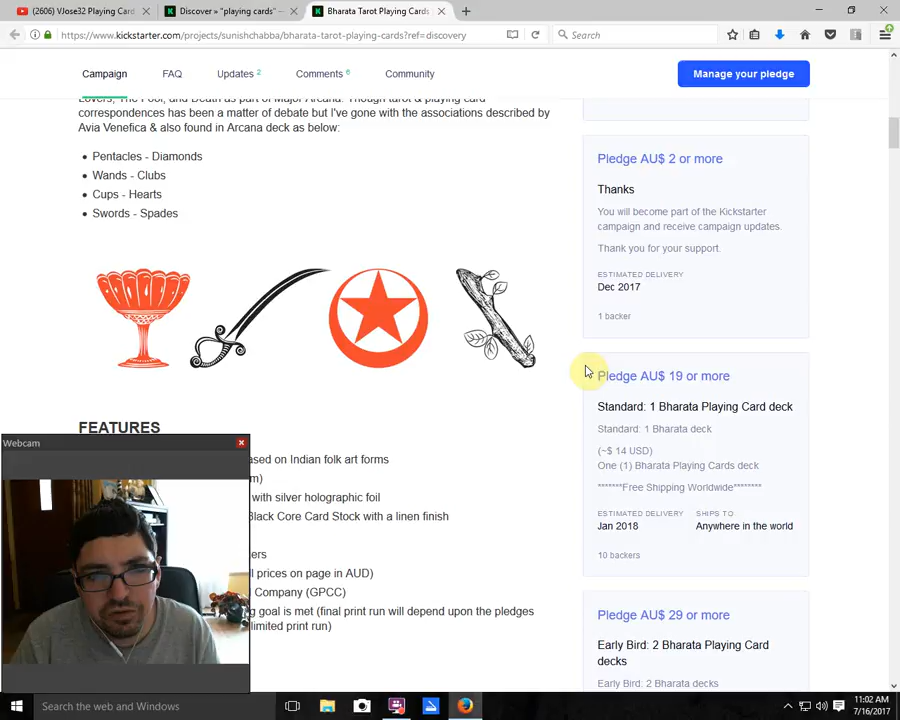 (2606) VJose32 Playing Card
Discover » "playing cards" —
Bharata Tarot Playing Cards
https://www.kickstarter.com/projects/sunishchabba/bharata-tarot-playing-cards?ref=discovery
Search
Campaign
FAQ
Updates 2
Comments 6
Community
Manage your pledge
Lovers, The Fool, and Death as part of Major Arcana. Though tarot & playing card
correspondences has been a matter of debate but I've gone with the associations described by
Avia Venefica & also found in Arcana deck as below:
Pentacles - Diamonds
Wands - Clubs
Cups - Hearts
Swords - Spades
FEATURES
ased on Indian folk art forms
m)
with silver holographic foil
Black Core Card Stock with a linen finish
ers
l prices on page in AUD)
Company (GPCC)
g goal is met (final print run will depend upon the pledges
limited print run)
Pledge AU$ 2 or more
Thanks
You will become part of the Kickstarter
campaign and receive campaign updates.
Thank you for your support.
ESTIMATED DELIVERY
Dec 2017
1 backer
Pledge AU$ 19 or more
Standard: 1 Bharata Playing Card deck
Standard: 1 Bharata deck
(~$ 14 USD)
One (1) Bharata Playing Cards deck
*******Free Shipping Worldwide********
ESTIMATED DELIVERY
SHIPS TO
Jan 2018
Anywhere in the world
10 backers
Pledge AU$ 29 or more
Early Bird: 2 Bharata Playing Card
decks
Early Bird: 2 Bharata decks
Webcam
Search the web and Windows
11:02 AM
7/16/2017